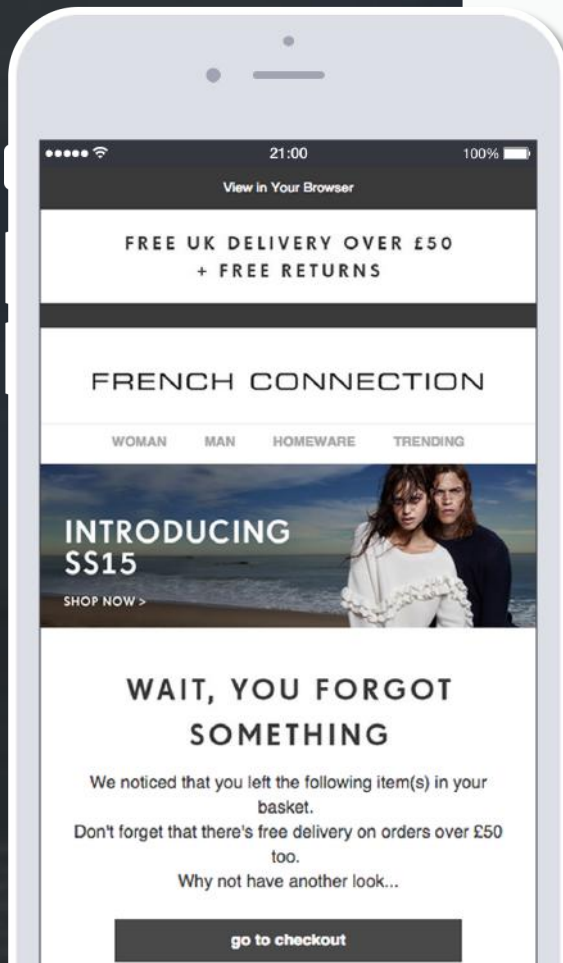 21:00
100%
View in Your Browser
FREE UK DELIVERY OVER £50
+ FREE RETURNS
FRENCH CONNECTION
WOMAN MAN HOMEWARE TRENDING
INTRODUCING
SS15
SHOP NOW >
WAIT, YOU FORGOT
SOMETHING
We noticed that you left the following item(s) in your
basket.
Don't forget that there's free delivery on orders over £50
too.
Why not have another look...
go to checkout